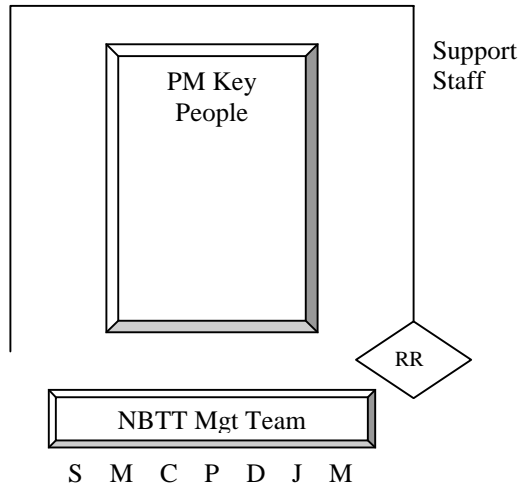 Support
Staff
PM Key
People
RR
NBTT Mgt Team
S M C P D J M